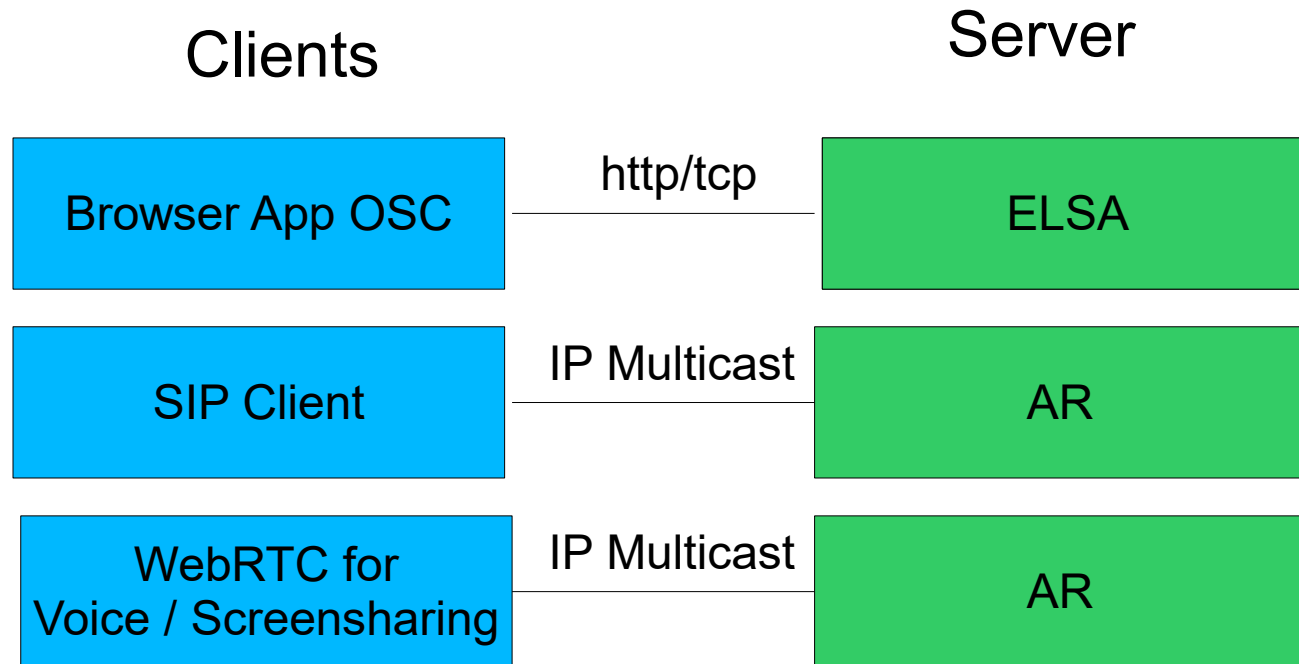 Clients
Server
Browser App OSC
http/tcp
ELSA
SIP Client
IP Multicast
AR
WebRTC for
Voice / Screensharing
IP Multicast
AR